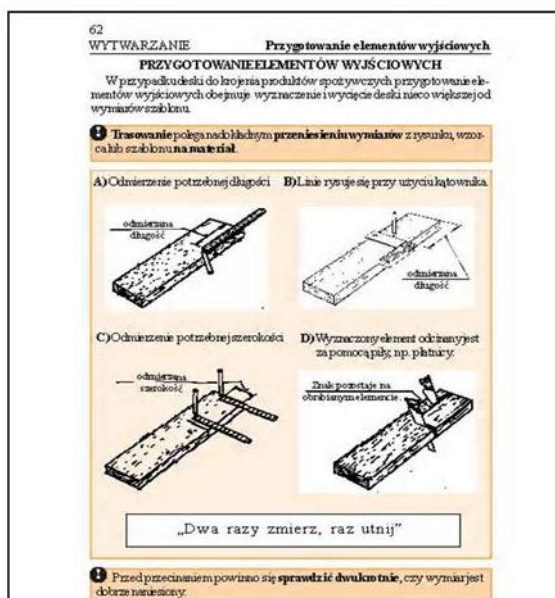 62
WYTWARZANIE Przygotowanie elementów wyjściowych
PRZYGOTOWANIE ELEMENTÓW WYJŚCIOWYCH
W przypadku deski do krojenia produktów spożywczych przygotowanie ele-
mentów wyjściowych obejmuje wyznaczenie i wycięcie deski nieco większej od
wymiarów szablonu.
Trasowanie polega na dokładnym przeniesieniu wymiarów z rysunku, wzor-
ca lub szablonu na materiał.
A) Odmierzenie potrzebnej długości
B) Linie rysuje się przy użyciu kątownika.
odmierzana
długość
odmierzana
długość
C) Odmierzenie potrzebnej szerokości
D) Wyznaczony element odcinany jest
za pomocą piły, np. płatnicy.
odmierzana
szerokość
Znak pozostaje na
obrabianym elemencie.
„Dwa razy zmierz, raz utnij”
Przed przecinaniem powinno się sprawdzić dwukrotnie, czy wymiar jest
dobrze naniesiony.